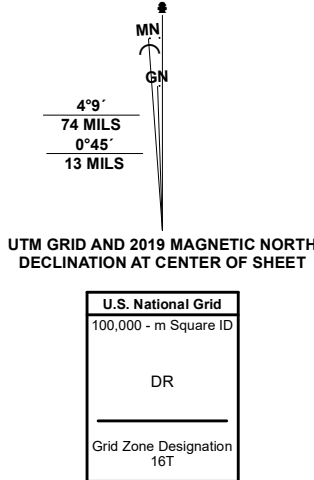 MN
GN
4°9´
74 MILS
0°45´
13 MILS
UTM GRID AND 2019 MAGNETIC NORTH
DECLINATION AT CENTER OF SHEET
U.S. National Grid
100,000 - m Square ID
DR
Grid Zone Designation
16T